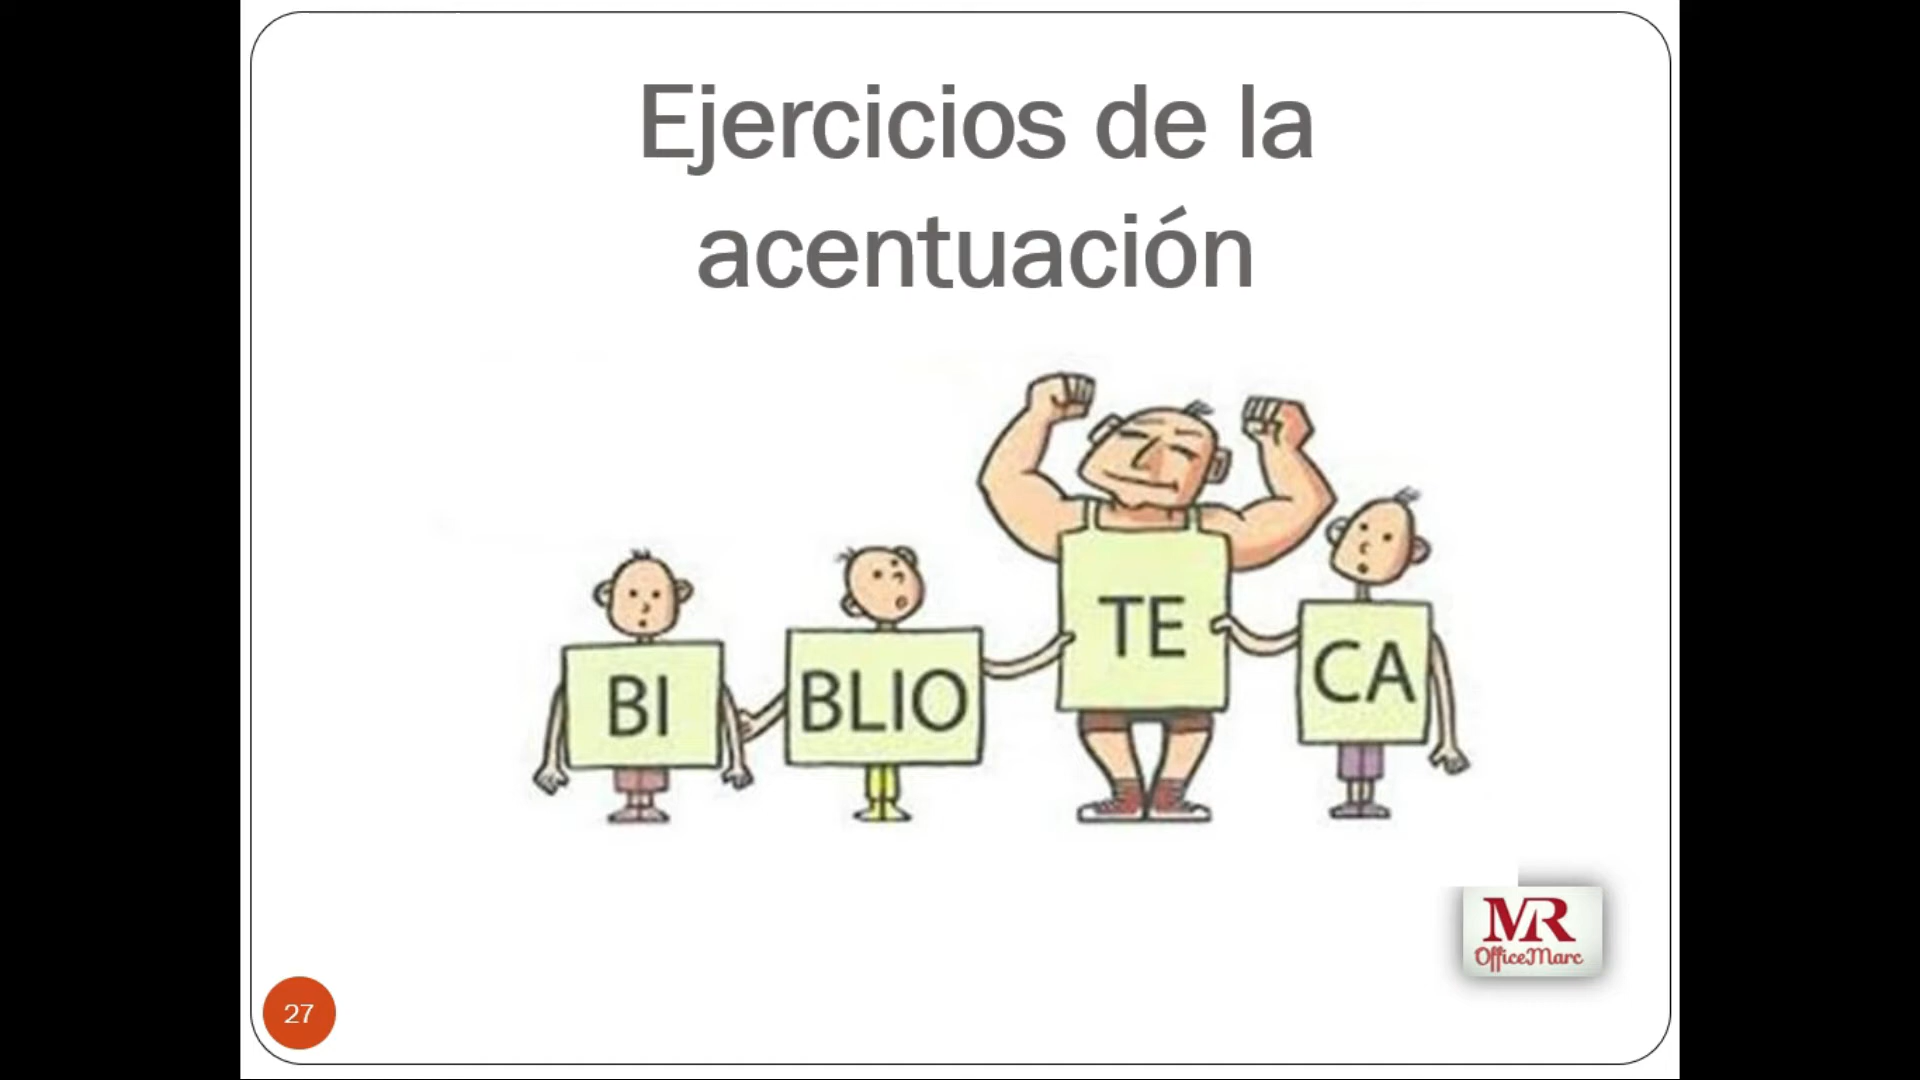 Ejercicios de la
acentuación
BI
BLIO
TE
CA
MR
OfficeMarc
27